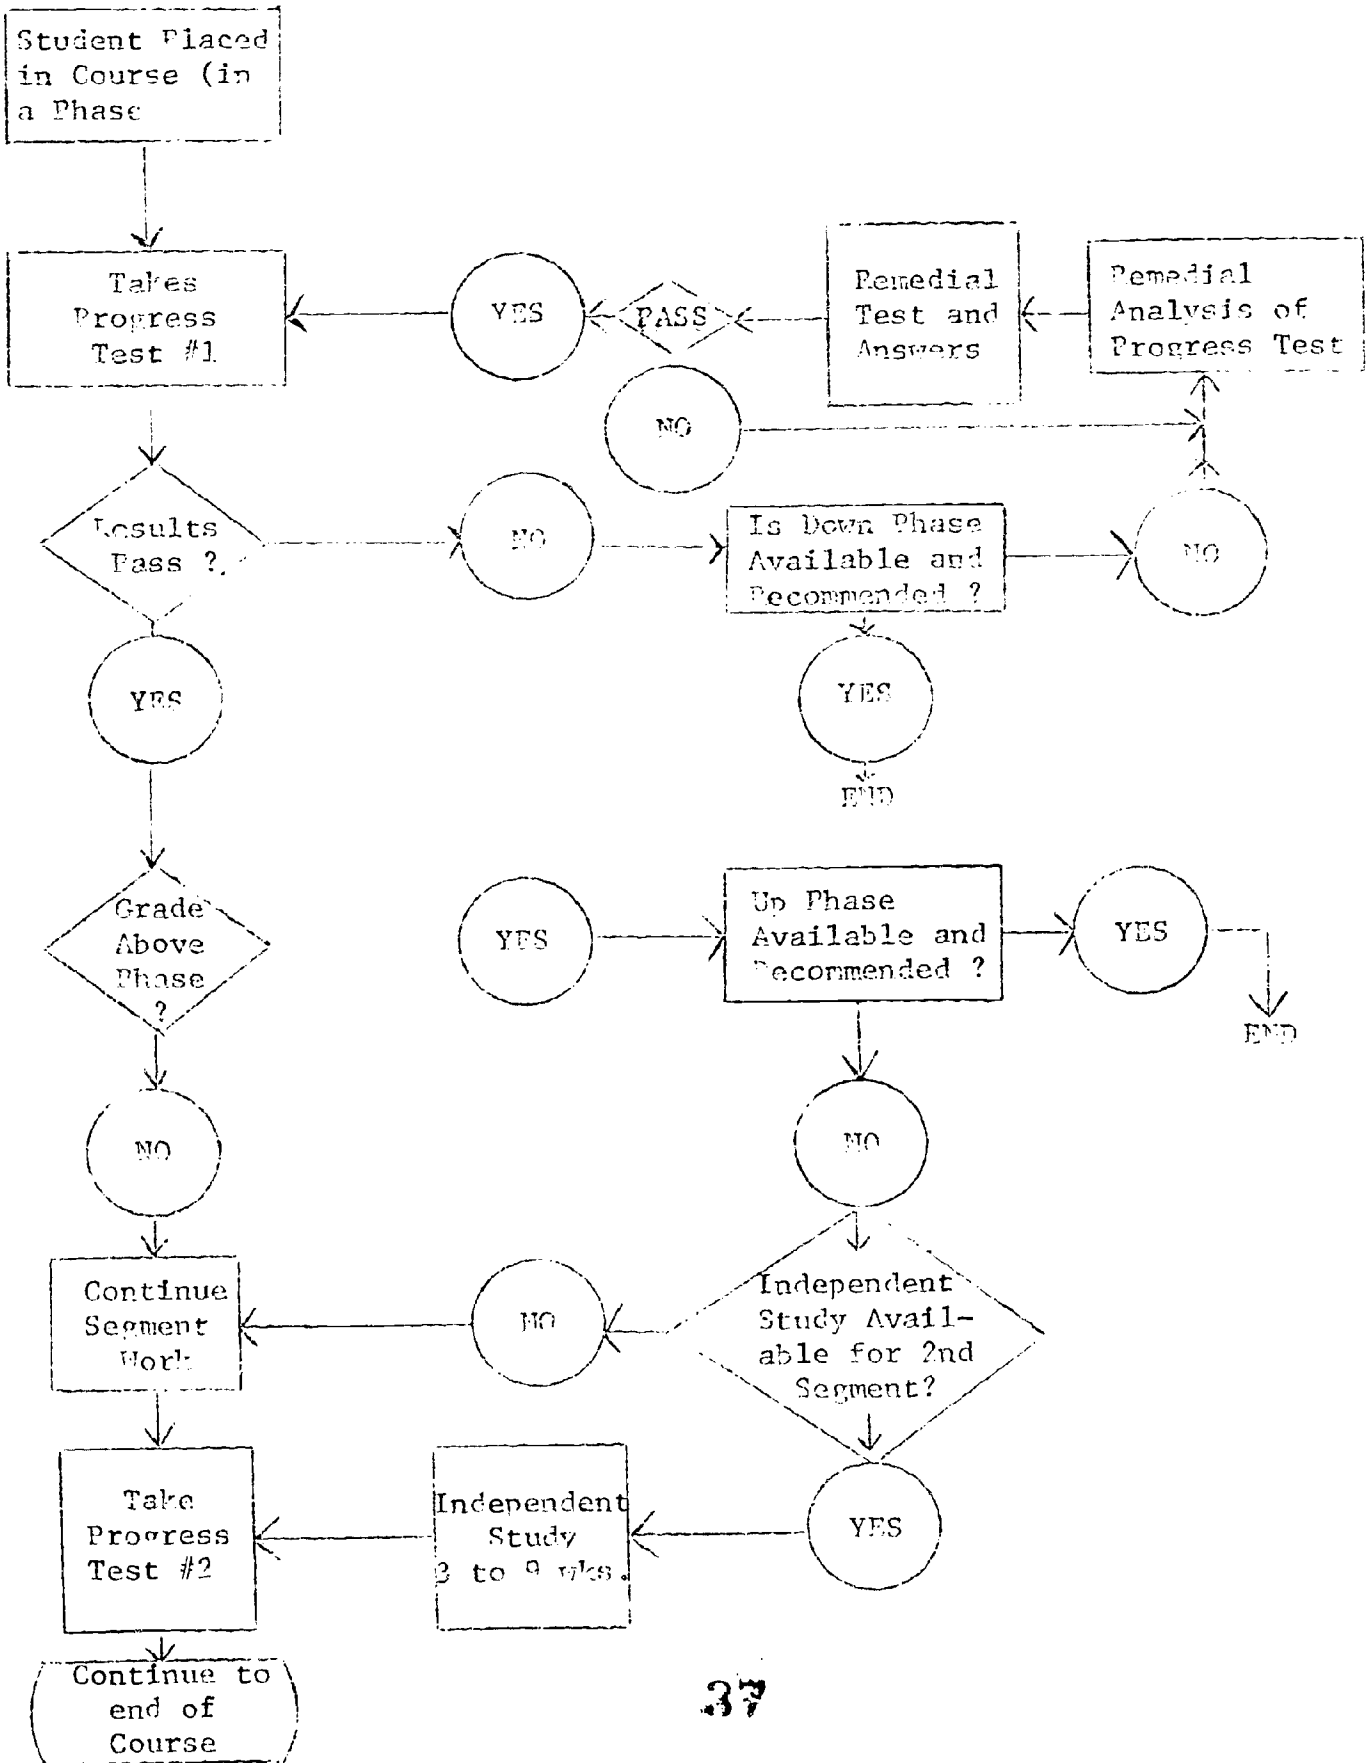 Student Placed
in Course (in
a Phase
Takes
Progress
Test #1
YES
PASS
Remedial
Test and
Answers
Remedial
Analysis of
Progress Test
NO
Results
Pass ?
NO
Is Down Phase
Available and
Recommended ?
NO
YES
YES
END
Grade
Above
Phase
?
YES
Up Phase
Available and
Recommended ?
YES
END
NO
NO
Continue
Segment
Work
NO
Independent
Study Avail-
able for 2nd
Segment?
Take
Progress
Test #2
Independent
Study
to 9 wks.
YES
Continue to
end of
Course
37